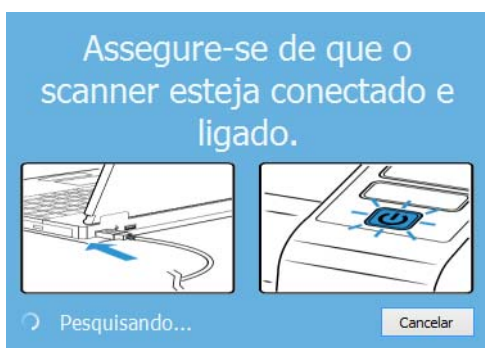 Assegure-se de que o
scanner esteja conectado e
ligado.
Pesquisando...
Cancelar